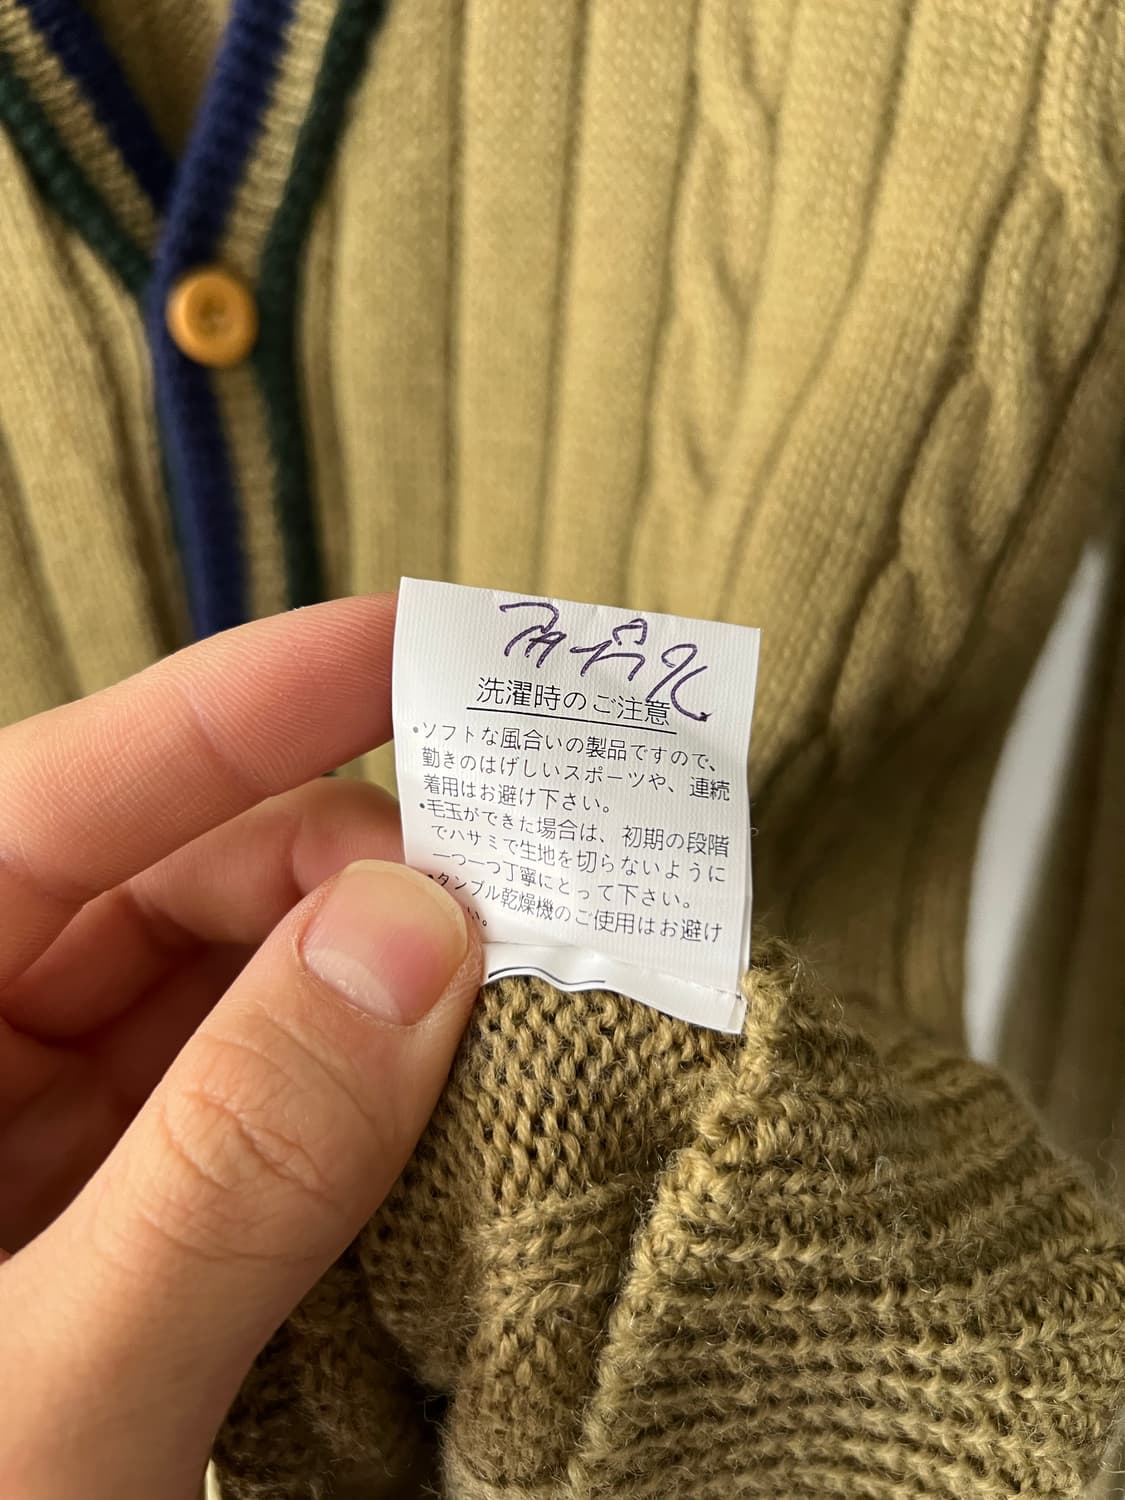 洗濯時のご注意
•ソフトな風合いの製品ですので、
勤きのはげしいスポーツや、連続
着用はお避け下さい。
•毛玉ができた場合は、初期の段階
でハサミで生地を切らないように
一つ一つ丁寧にとって下さい。
•タンブル乾燥機のご使用はお避け
い。